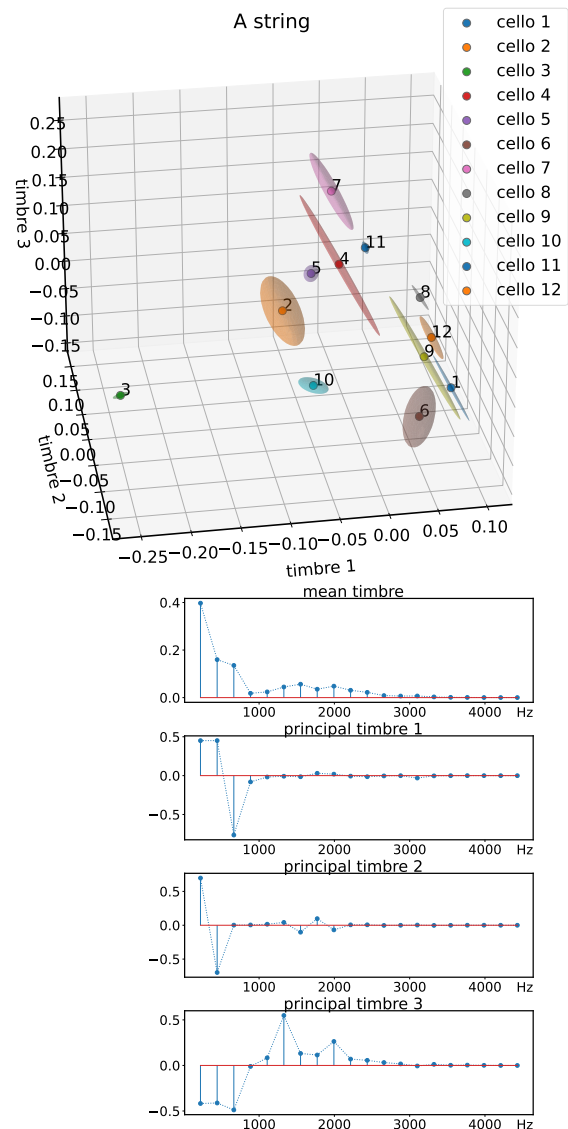 A string
cello 1
cello 2
cello 3
cello 4
cello 5
cello 6
cello 7
cello 8
cello 9
cello 10
cello 11
cello 12
0.25
0.20
0.15
0.10
0.05
0.00
−0.05
−0.10
−0.15
timbre 3
0.15
0.10
0.05
0.00
−0.05
−0.10
−0.15
timbre 2
−0.25
−0.20
−0.15
−0.10
−0.05
0.00
0.05
0.10
timbre 1
7
11
4
5
2
8
12
9
10
3
1
6
mean timbre
0.4
0.2
0.0
1000 2000 3000 4000 Hz
principal timbre 1
0.5
0.0
−0.5
1000 2000 3000 4000 Hz
principal timbre 2
0.5
0.0
−0.5
1000 2000 3000 4000 Hz
principal timbre 3
0.5
0.0
−0.5
1000 2000 3000 4000 Hz